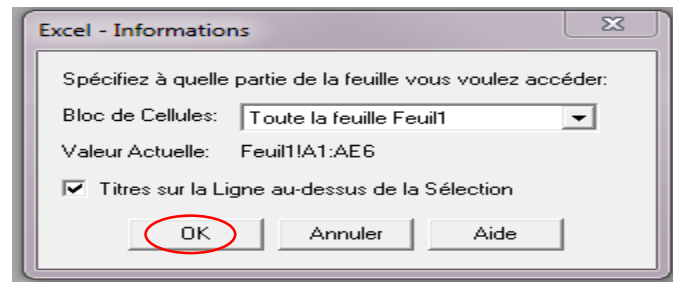 Excel - Informations
Spécifiez à quelle partie de la feuille vous voulez accéder:
Bloc de Cellules: Toute la feuille Feuil1
Valeur Actuelle: Feuil1!A1:AE6
Titres sur la Ligne au-dessus de la Sélection
OK Annuler Aide